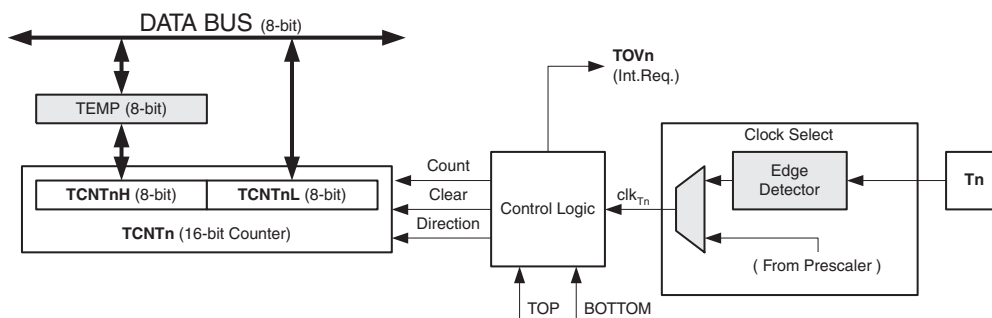 DATA BUS (8-bit)
TOVn
(Int.Req.)
TEMP (8-bit)
Clock Select
Count
Edge
Detector
Tn
TCNTnH (8-bit)
TCNTnL (8-bit)
Clear
Control Logic
clkTn
TCNTn (16-bit Counter)
Direction
( From Prescaler )
TOP
BOTTOM